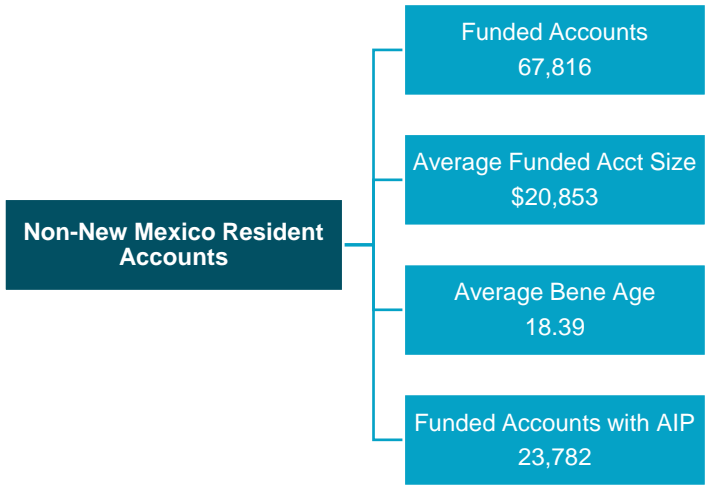 Non-New Mexico Resident
Accounts
Funded Accounts
67,816
Average Funded Acct Size
$20,853
Average Bene Age
18.39
Funded Accounts with AIP
23,782